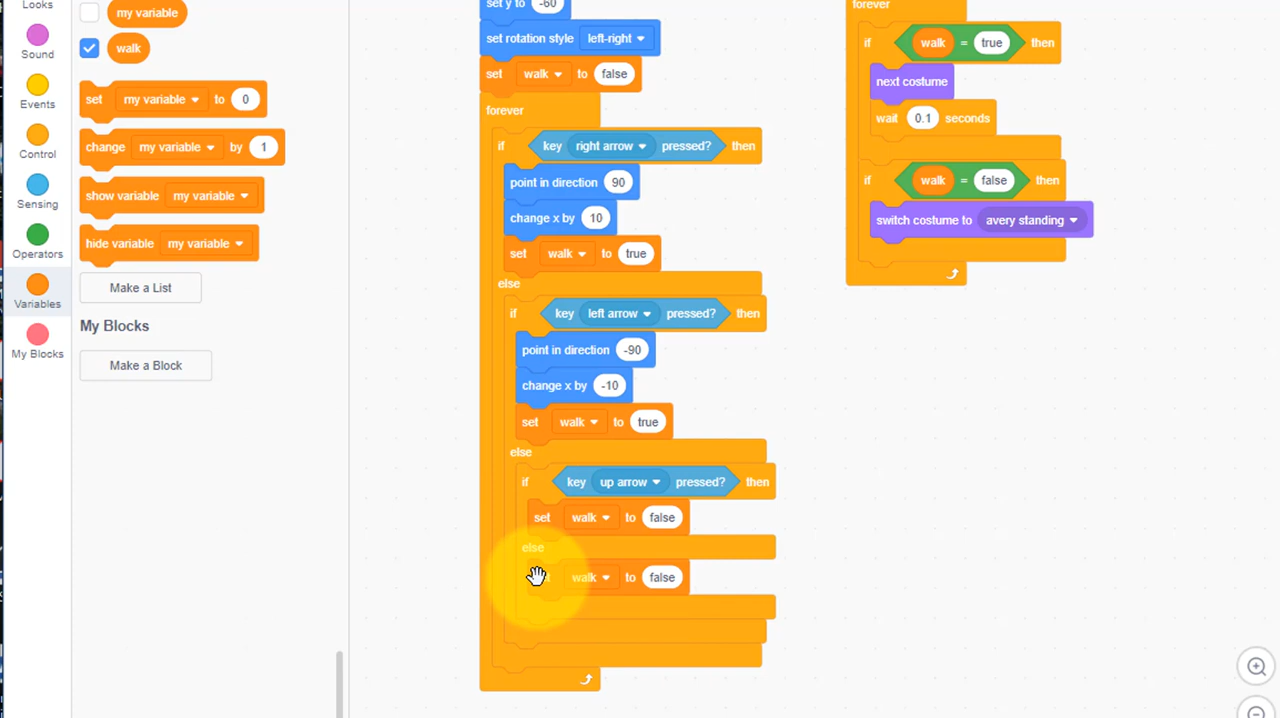 Looks
Sound
Events
Control
Sensing
Operators
Variables
My Blocks
my variable
walk
set my variable to 0
change my variable by 1
show variable my variable
hide variable my variable
Make a List
My Blocks
Make a Block
set y to -60
set rotation style left-right
set walk to false
forever
if key right arrow pressed? then
point in direction 90
change x by 10
set walk to true
else
if key left arrow pressed? then
point in direction -90
change x by -10
set walk to true
else
if key up arrow pressed? then
set walk to false
else
walk to false
forever
if walk = true then
next costume
wait 0.1 seconds
if walk = false then
switch costume to avery standing